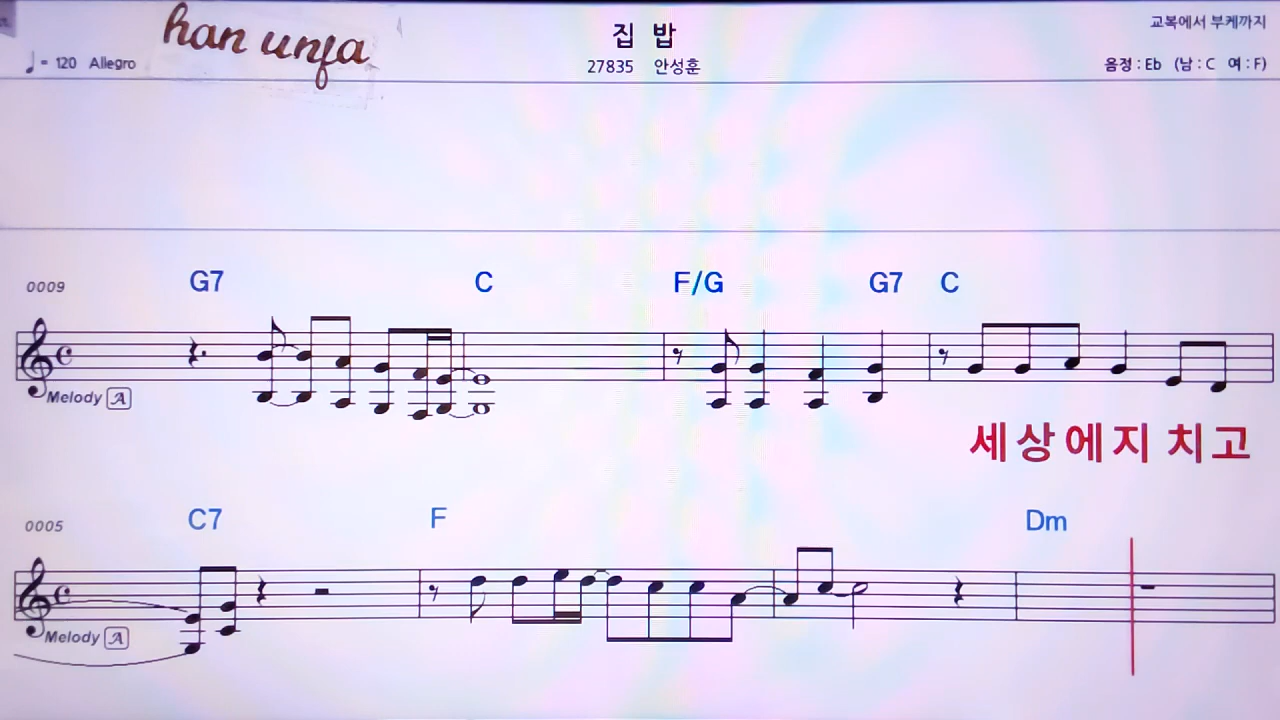 han unja
집 밥
교복에서 부케까지
♩ = 120 Allegro
27835 안성훈
음정 : Eb (남 : C 여 : F)
0009 G7 C F/G G7 C
Melody A
세상에지 치고
0005 C7 F Dm
Melody A